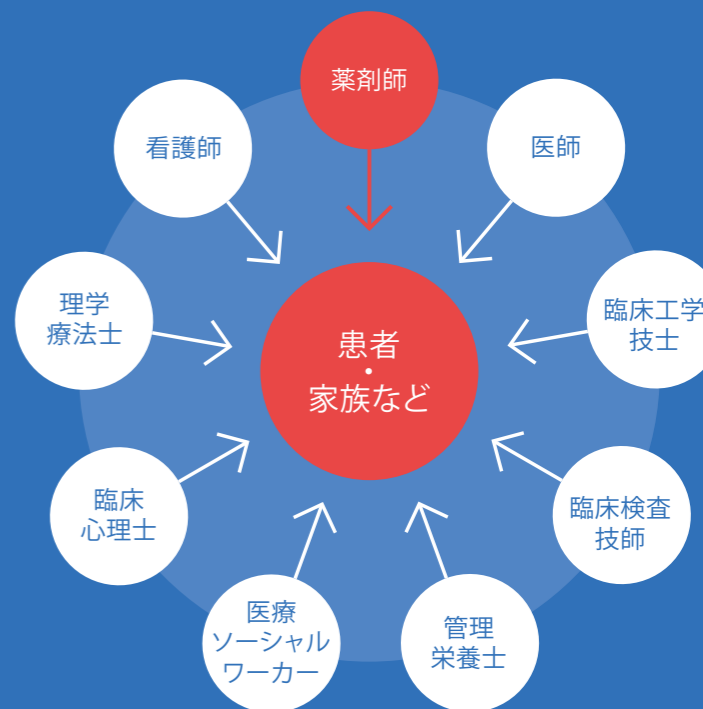 薬剤師
看護師
医師
理学
療法士
臨床工学
技士
患者
・
家族など
臨床
心理士
臨床検査
技師
医療
ソーシャル
ワーカー
管理
栄養士